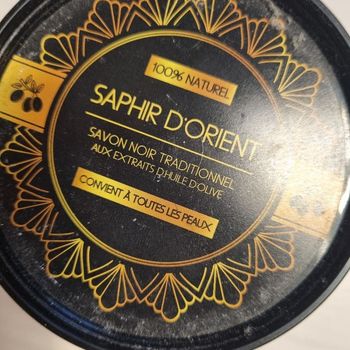 100% NATUREL
SAPHIR D'ORIENT
SAVON NOIR TRADITIONNEL
AUX EXTRAITS D'HUILE D'OLIVE
CONVIENT À TOUTES LES PEAUX